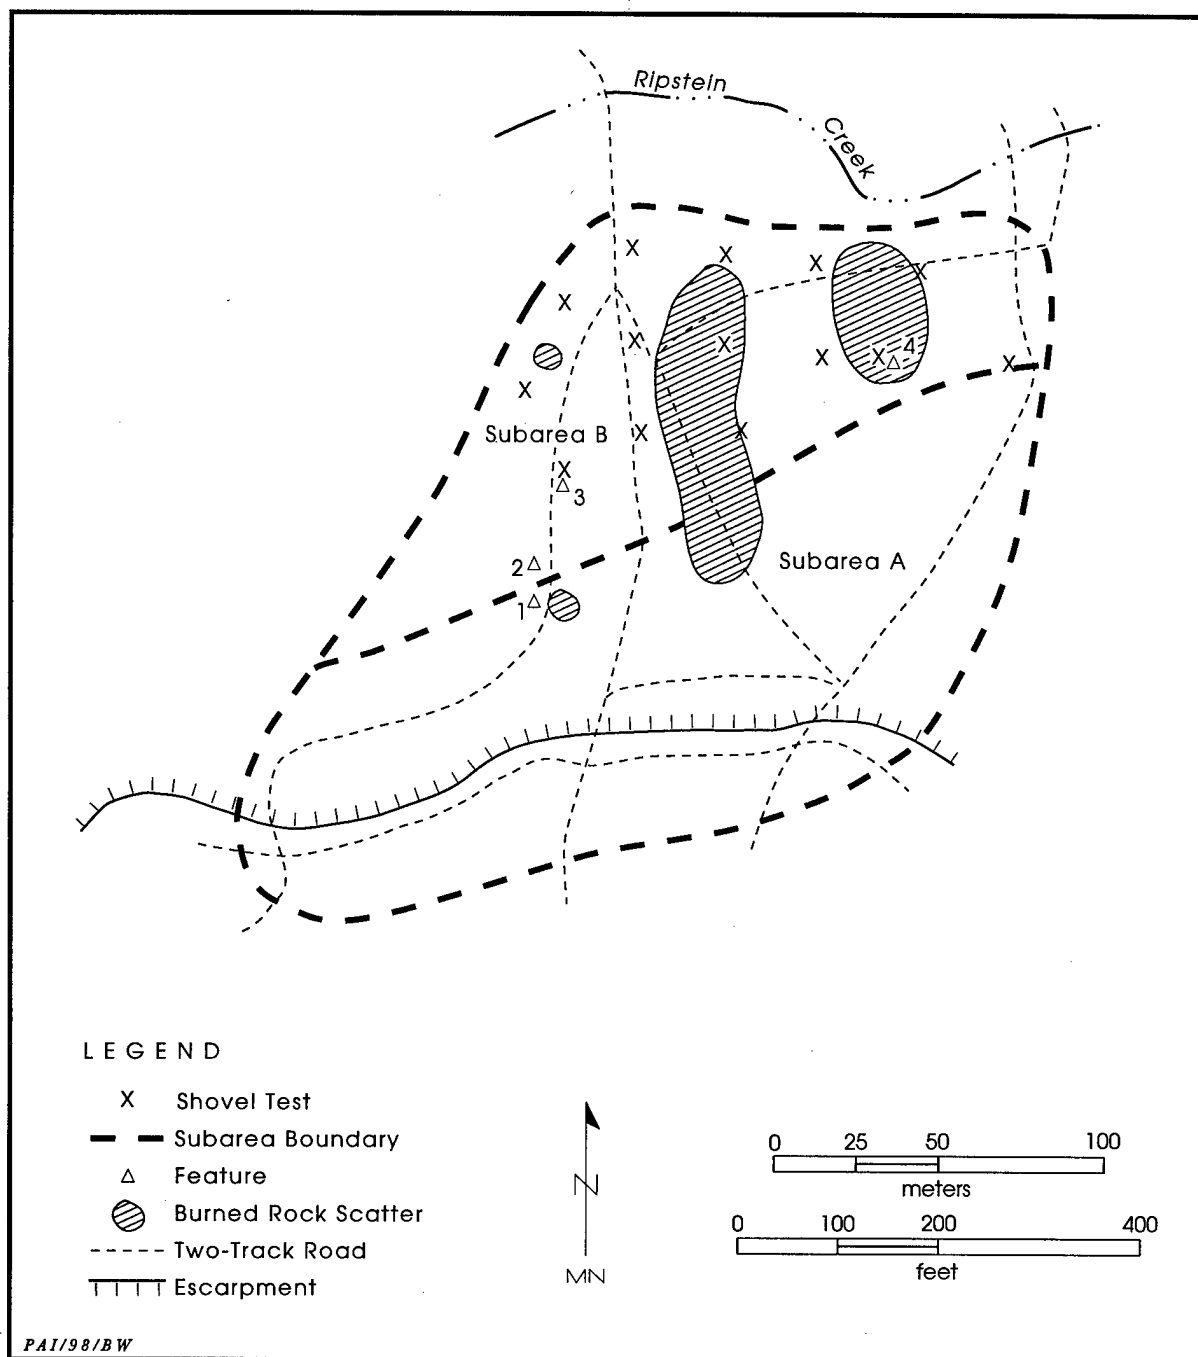 Ripstein
Creek
X X X X
X
X X X X 4 X
X
Subarea B X X
X
3
2
Subarea A
1
LEGEND
X Shovel Test
Subarea Boundary
Feature
Burned Rock Scatter
Two-Track Road
Escarpment
N
MN
0 25 50 100
meters
0 100 200 400
feet
PAI/98/BW